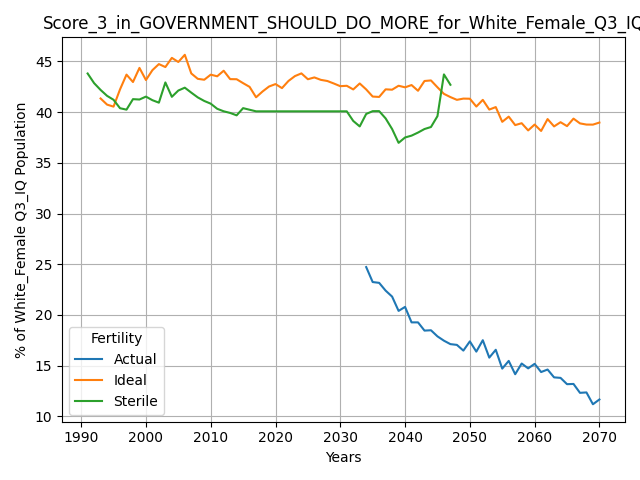 Score_3_in_GOVERNMENT_SHOULD_DO_MORE_for_White_Female_Q3_IQ
% of White_Female Q3_IQ Population
45
40
35
30
25
20
15
10
Fertility
Actual
Ideal
Sterile
1990 2000 2010 2020 2030 2040 2050 2060 2070
Years